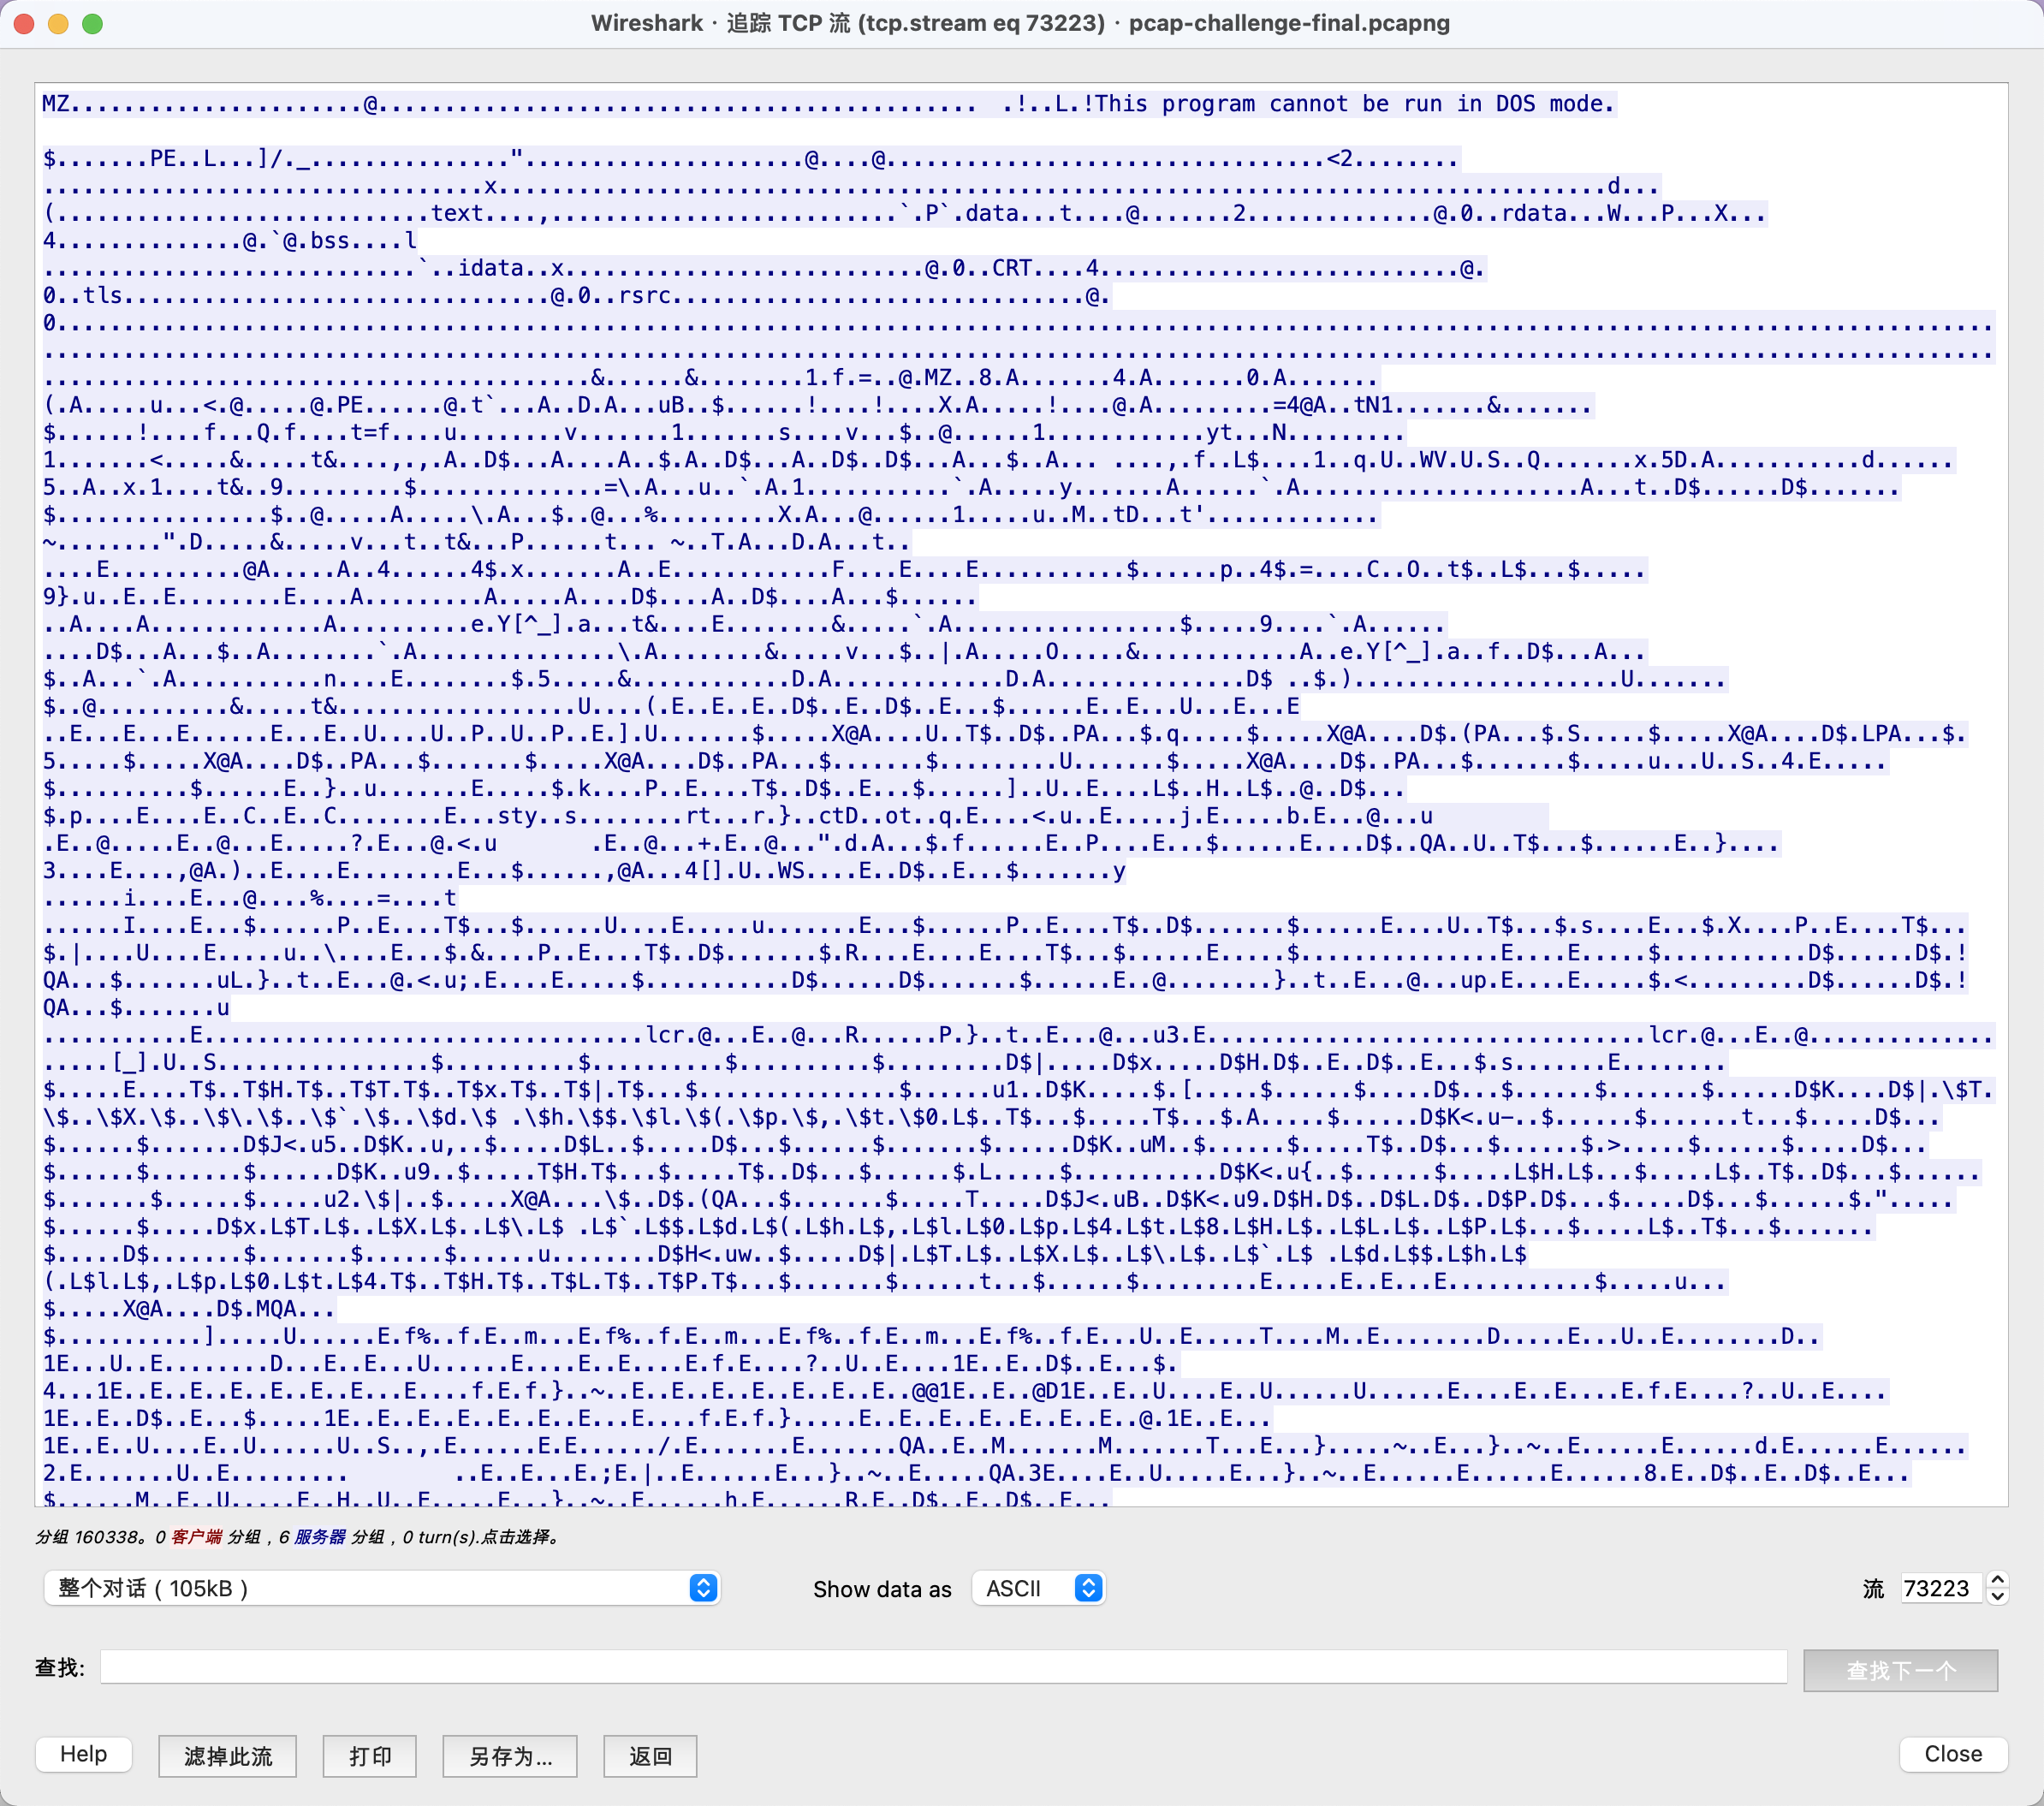 Wireshark · 追踪 TCP 流 (tcp.stream eq 73223) · pcap-challenge-final.pcapng
MZ......................@............................................. .!..L.!This program cannot be run in DOS mode.
$.......PE..L...]/._...............".....................@....@.................................<2........
.................................x...................................................................................d...
(............................text....,..........................`.P`.data...t....@.......2..............@.0..rdata...W...P...X...
4..............@.`@.bss....l
............................`..idata..x...........................@.0..CRT....4...........................@.
0..tls................................@.0..rsrc...............................@.
0.................................................................................................................................................
..................................................................................................................................................
.........................................&......&........1.f.=..@.MZ..8.A.......4.A.......0.A.......
(.A.....u...<.@.....@.PE......@.t`...A..D.A...uB..$......!....!....X.A.....!....@.A.........=4@A..tN1.......&.......
$......!....f...Q.f....t=f....u........v.......1.......s....v...$..@......1............yt...N.........
1.......<.....&.....t&....,.,.A..D$...A....A..$.A..D$...A..D$..D$...A...$..A... ....,.f..L$....1..q.U..WV.U.S..Q.......x.5D.A...........d......
5..A..x.1....t&..9.........$..............=\.A...u..`.A.1...........`.A.....y.......A......`.A.....................A...t..D$......D$.......
$................$..@.....A.....\.A...$..@...%.........X.A...@......1.....u..M..tD...t'.............
~........".D.....&.....v...t..t&...P......t... ~..T.A...D.A...t..
....E..........@A.....A..4......4$.x.......A..E............F....E....E...........$......p..4$.=....C..O..t$..L$...$.....
9}.u..E..E........E....A.........A.....A....D$....A..D$....A...$......
..A....A.............A..........e.Y[^_].a...t&....E........&.....`.A.................$.....9....`.A......
....D$...A...$..A........`.A...............\.A........&.....v...$..|.A.....O.....&............A..e.Y[^_].a..f..D$...A...
$..A...`.A...........n....E........$.5.....&............D.A.............D.A...............D$ ..$.)....................U.......
$..@..........&.....t&..................U....(.E..E..E..D$..E..D$..E...$......E..E...U...E...E
..E...E...E......E...E..U....U..P..U..P..E.].U.......$.....X@A....U..T$..D$..PA...$.q.....$.....X@A....D$.(PA...$.S.....$.....X@A....D$.LPA...$.
5.....$.....X@A....D$..PA...$.......$.....X@A....D$..PA...$.......$.........U.......$.....X@A....D$..PA...$.......$.....u...U..S..4.E.....
$..........$......E..}..u.......E.....$.k....P..E....T$..D$..E...$......]..U..E....L$..H..L$..@..D$...
$.p....E....E..C..E..C........E...sty..s........rt...r.}..ctD..ot..q.E....<.u..E.....j.E.....b.E...@...u
.E..@.....E..@...E.....?.E...@.<.u .E..@...+.E..@...".d.A...$.f......E..P....E...$......E....D$..QA..U..T$...$......E..}....
3....E....,@A.)..E....E........E...$......,@A...4[].U..WS....E..D$..E...$.......y
......i....E...@....%....=....t
......I....E...$......P..E....T$...$......U....E.....u.......E...$......P..E....T$..D$.......$......E....U..T$...$.s....E...$.X....P..E....T$...
$.|....U....E.....u..\....E...$.&....P..E....T$..D$.......$.R....E....E....T$...$......E.....$...............E....E.....$...........D$......D$.!
QA...$.......uL.}..t..E...@.<.u;.E....E.....$...........D$......D$.......$......E..@........}..t..E...@...up.E....E.....$.<.........D$......D$.!
QA...$.......u
...........E.................................lcr.@...E..@...R......P.}..t..E...@...u3.E.................................lcr.@...E..@..............
.....[_].U..S................$..........$..........$..........$.........D$|.....D$x.....D$H.D$..E..D$..E...$.s.......E........
$.....E....T$..T$H.T$..T$T.T$..T$x.T$..T$|.T$...$...............$......u1..D$K.....$.[.....$......$.....D$...$......$.......$......D$K....D$|.\$T.
\$..\$X.\$..\$\.\$..\$`.\$..\$d.\$ .\$h.\$$.\$l.\$(.\$p.\$,.\$t.\$0.L$..T$...$.....T$...$.A.....$......D$K<.u-..$......$.......t...$.....D$...
$......$.......D$J<.u5..D$K..u,..$.....D$L..$.....D$...$......$.......$......D$K..uM..$......$.....T$..D$...$......$.>.....$......$.....D$...
$......$.......$......D$K..u9..$.....T$H.T$...$.....T$..D$...$......$.L.....$...........D$K<.u{..$......$.....L$H.L$...$.....L$..T$..D$...$......
$.......$......$.....u2.\$|..$.....X@A....\$..D$.(QA...$.......$.....T.....D$J<.uB..D$K<.u9.D$H.D$..D$L.D$..D$P.D$...$.....D$...$......$.".....
$......$.....D$x.L$T.L$..L$X.L$..L$\.L$ .L$`.L$$.L$d.L$(.L$h.L$,.L$l.L$0.L$p.L$4.L$t.L$8.L$H.L$..L$L.L$..L$P.L$...$.....L$..T$...$.......
$.....D$.......$.......$......$......u........D$H<.uw..$.....D$|.L$T.L$..L$X.L$..L$\.L$..L$`.L$ .L$d.L$$.L$h.L$
(.L$l.L$,.L$p.L$0.L$t.L$4.T$..T$H.T$..T$L.T$..T$P.T$...$.......$......t...$......$.........E.....E..E...E...........$.....u...
$.....X@A....D$.MQA...
$...........].....U......E.f%..f.E..m...E.f%..f.E..m...E.f%..f.E..m...E.f%..f.E...U..E.....T....M..E........D.....E...U..E........D..
1E...U..E........D...E..E...U......E....E..E....E.f.E....?..U..E....1E..E..D$..E...$.
4...1E..E..E..E..E..E..E...E....f.E.f.}..~..E..E..E..E..E..E..E..@@1E..E..@D1E..E..U....E..U......U......E....E..E....E.f.E....?..U..E....
1E..E..D$..E...$.....1E..E..E..E..E..E..E...E....f.E.f.}.....E..E..E..E..E..E..E..@.1E..E...
1E..E..U....E..U......U..S..,.E......E.E....../.E.......E.......QA..E..M.......M.......T...E...}.....~..E...}..~..E......E......d.E......E......
2.E.......U..E......... ..E..E...E.;E.|..E......E...}..~..E.....QA.3E....E..U.....E...}..~..E......E......E......8.E..D$..E..D$..E...
$......M..E..U.....E..H..U..E.....E...}..~..E......h.E......R.E..D$..E..D$..E...
分组 160338。0 客户端 分组，6 服务器 分组，0 turn(s).点击选择。
整个对话（105kB） Show data as ASCII 流 73223
查找: 查找下一个
Help 滤掉此流 打印 另存为… 返回 Close